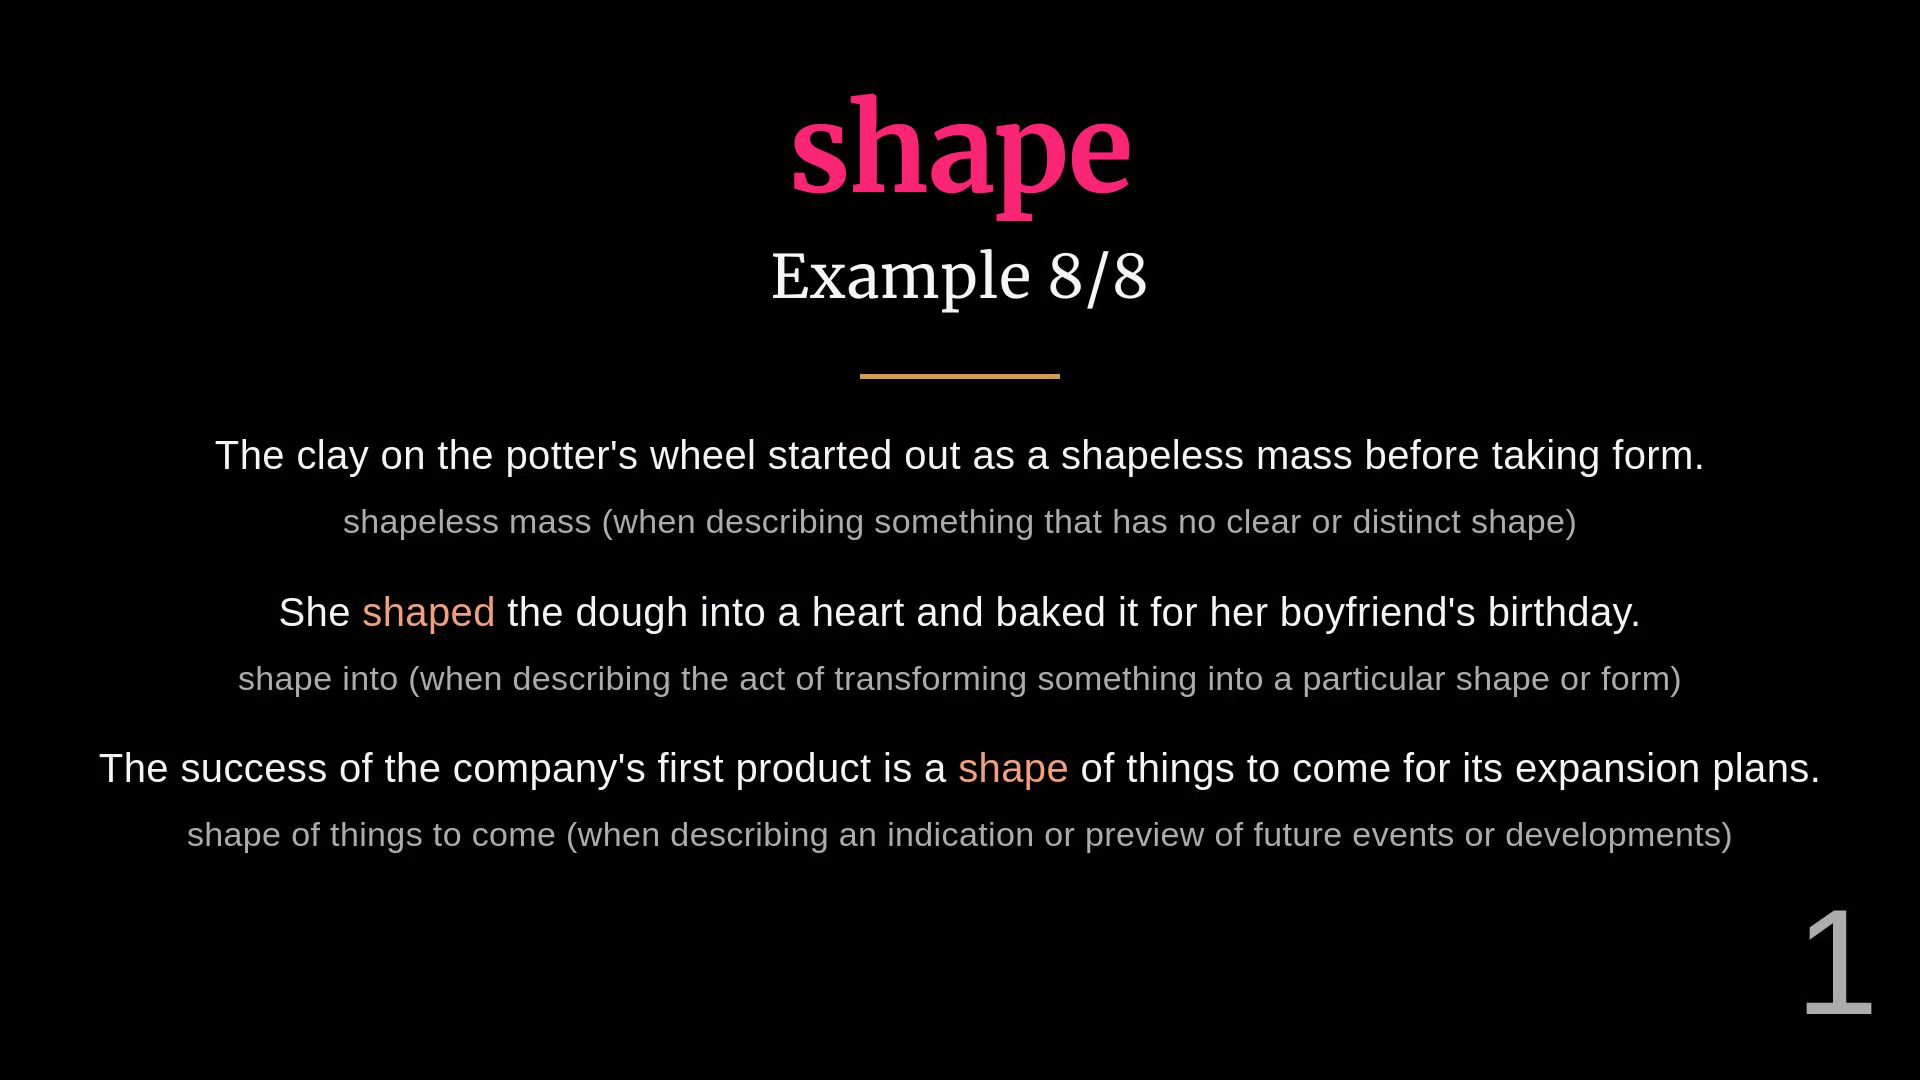 shape
Example 8/8
The clay on the potter's wheel started out as a shapeless mass before taking form.
shapeless mass (when describing something that has no clear or distinct shape)
She shaped the dough into a heart and baked it for her boyfriend's birthday.
shape into (when describing the act of transforming something into a particular shape or form)
The success of the company's first product is a shape of things to come for its expansion plans.
shape of things to come (when describing an indication or preview of future events or developments)
1